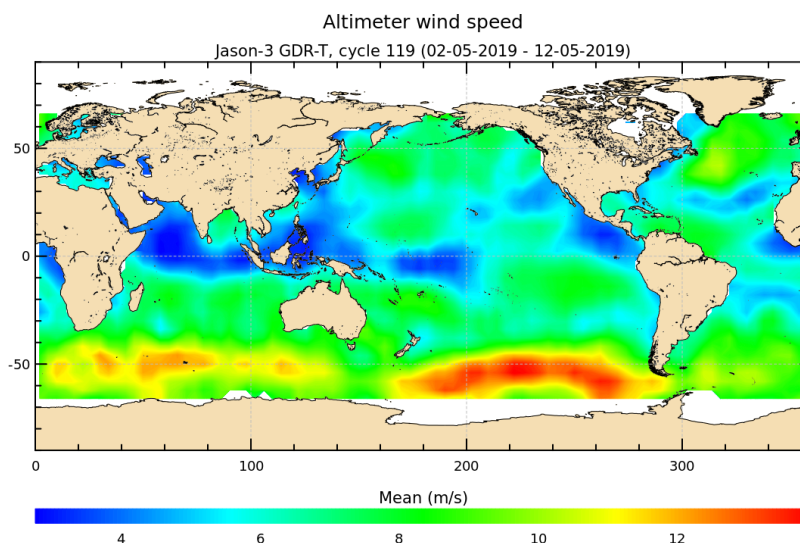 Altimeter wind speed
Jason-3 GDR-T, cycle 119 (02-05-2019 - 12-05-2019)
50
0
-50
0 100 200 300
Mean (m/s)
4 6 8 10 12